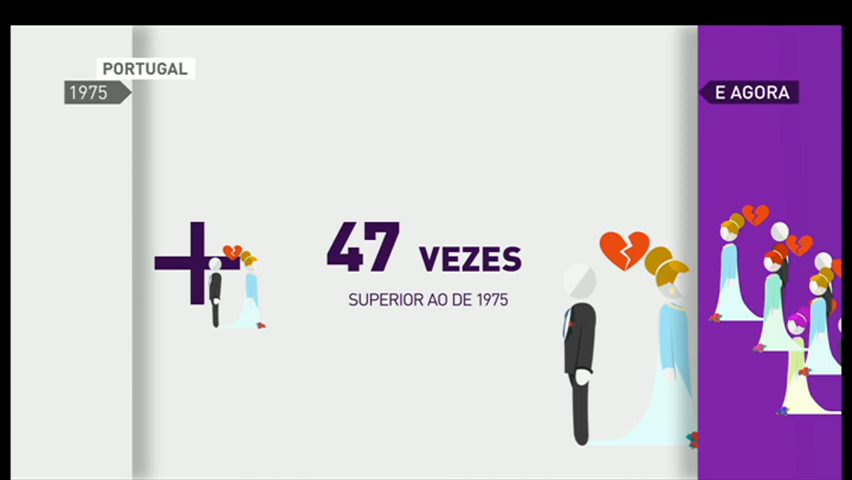 PORTUGAL
1975
E AGORA
47 VEZES
SUPERIOR AO DE 1975